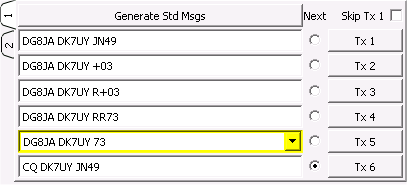 1 Generate Std Msgs Next Skip Tx 1
2 DG8JA DK7UY JN49 Tx 1
DG8JA DK7UY +03 Tx 2
DG8JA DK7UY R+03 Tx 3
DG8JA DK7UY RR73 Tx 4
DG8JA DK7UY 73 Tx 5
CQ DK7UY JN49 Tx 6